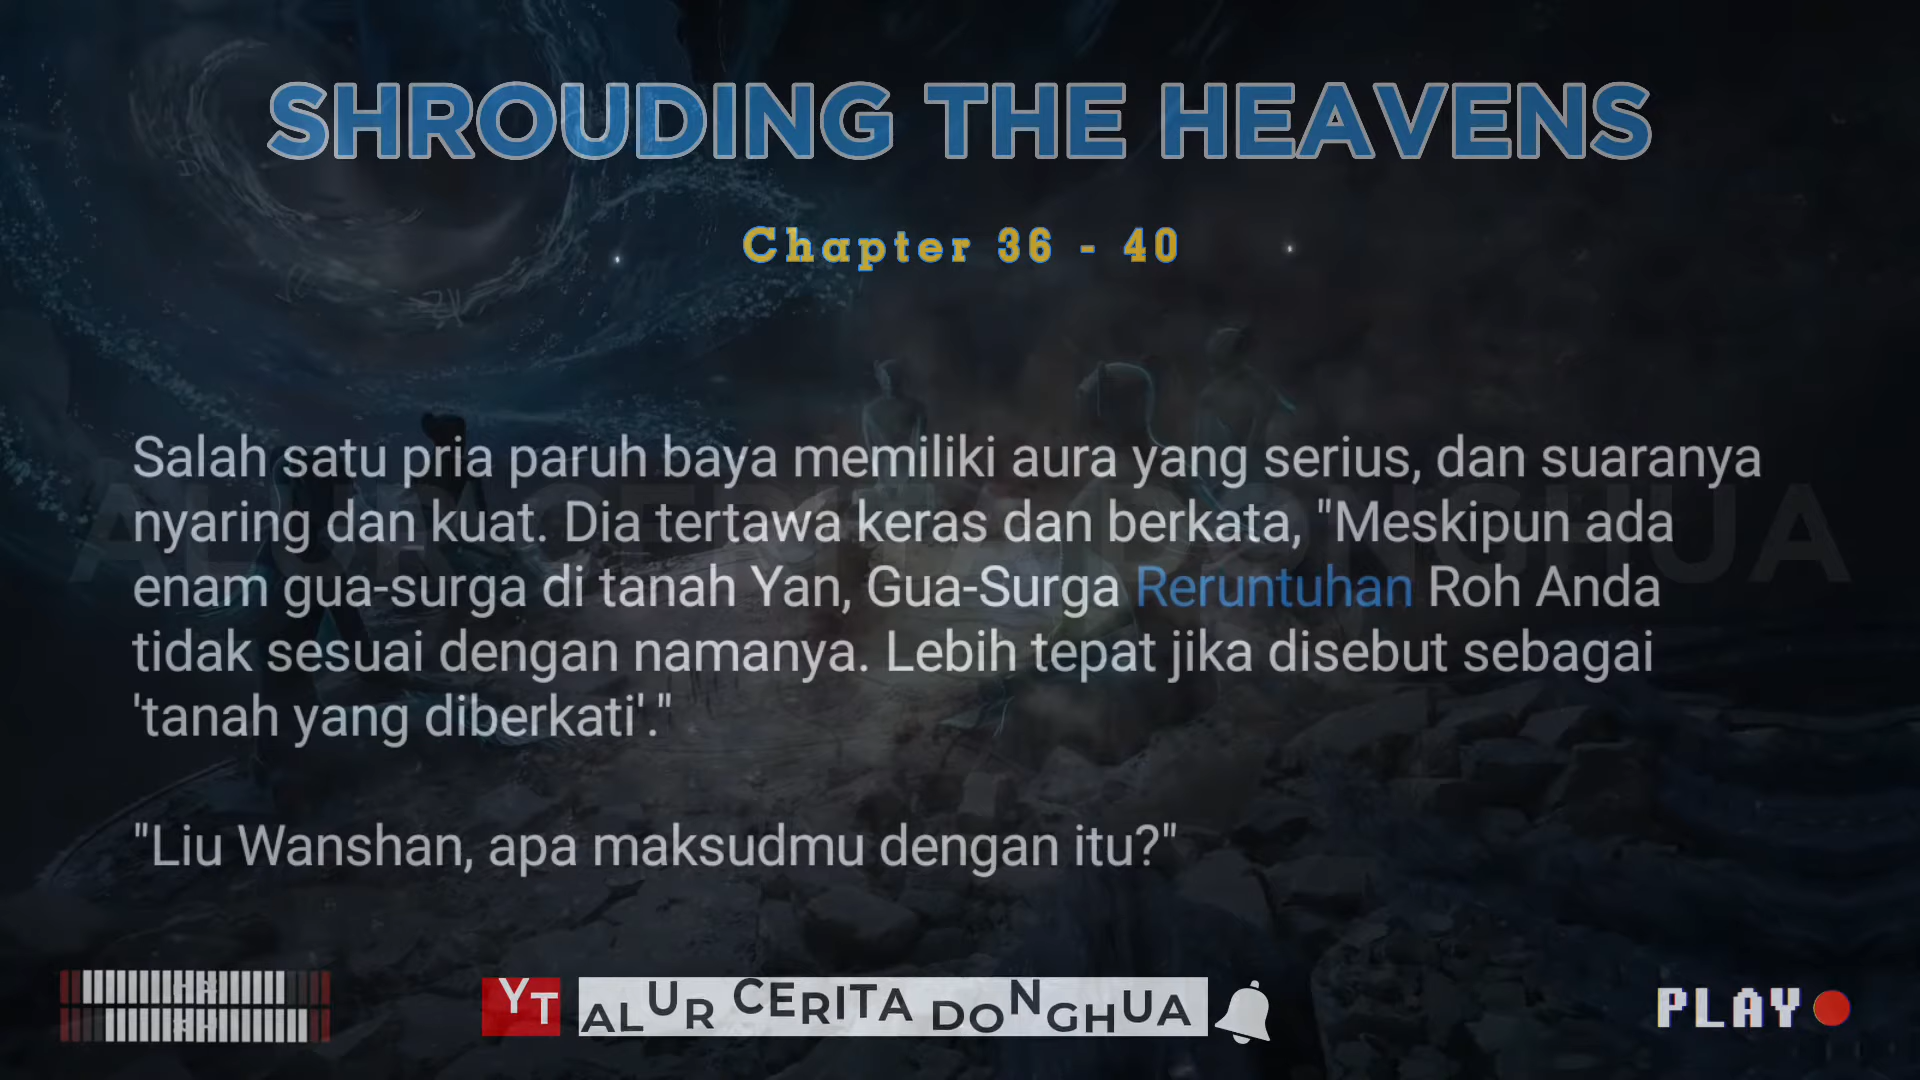 SHROUDING THE HEAVENS
Chapter 36 - 40
Salah satu pria paruh baya memiliki aura yang serius, dan suaranya
nyaring dan kuat. Dia tertawa keras dan berkata, "Meskipun ada
enam gua-surga di tanah Yan, Gua-Surga Reruntuhan Roh Anda
tidak sesuai dengan namanya. Lebih tepat jika disebut sebagai
'tanah yang diberkati'."
"Liu Wanshan, apa maksudmu dengan itu?"
ALUR CERITA DONGHUA
YT ALUR CERITA DONGHUA
PLAY